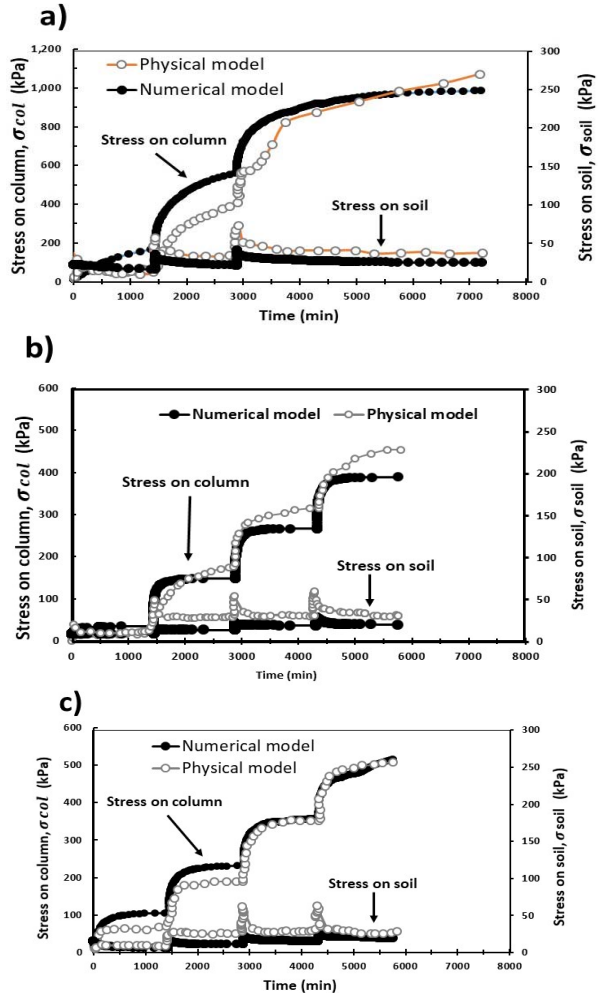 a)
1,200
1,000
800
600
400
200
0
Stress on column, σ col (kPa)
Physical model
Numerical model
Stress on column
Stress on soil
300
250
200
150
100
50
0
Stress on soil, σ soil (kPa)
0 1000 2000 3000 4000 5000 6000 7000 8000
Time (min)
b)
600
500
400
300
200
100
0
Stress on column, σ col (kPa)
Numerical model Physical model
Stress on column
Stress on soil
300
250
200
150
100
50
0
Stress on soil, σ soil (kPa)
0 1000 2000 3000 4000 5000 6000 7000 8000
Time (min)
c)
600
500
400
300
200
100
0
Stress on column, σ col (kPa)
Numerical model
Physical model
Stress on column
Stress on soil
300
250
200
150
100
50
0
Stress on soil, σ soil (kPa)
0 1000 2000 3000 4000 5000 6000 7000 8000
Time (min)